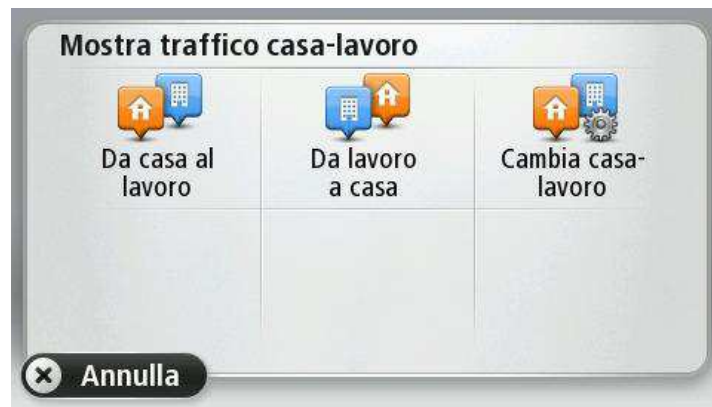 Mostra traffico casa-lavoro
Da casa al
lavoro
Da lavoro
a casa
Cambia casa-
lavoro
Annulla